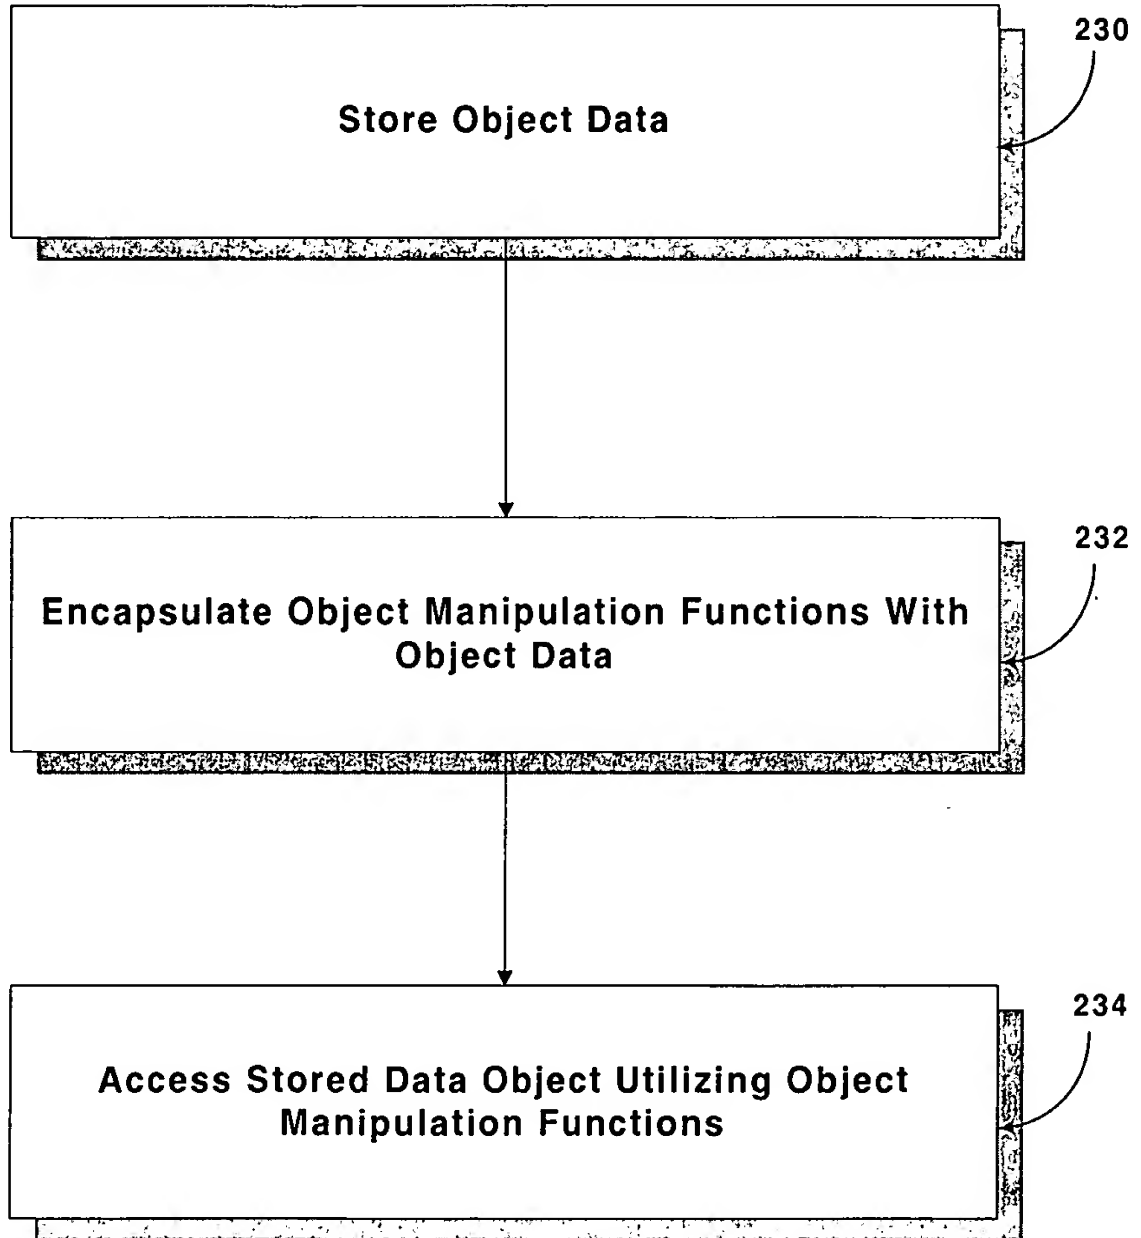 230
Store Object Data
232
Encapsulate Object Manipulation Functions With
Object Data
234
Access Stored Data Object Utilizing Object
Manipulation Functions